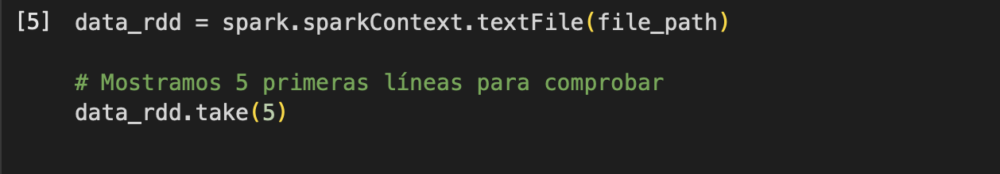 [5] data_rdd = spark.sparkContext.textFile(file_path)
# Mostramos 5 primeras líneas para comprobar
data_rdd.take(5)